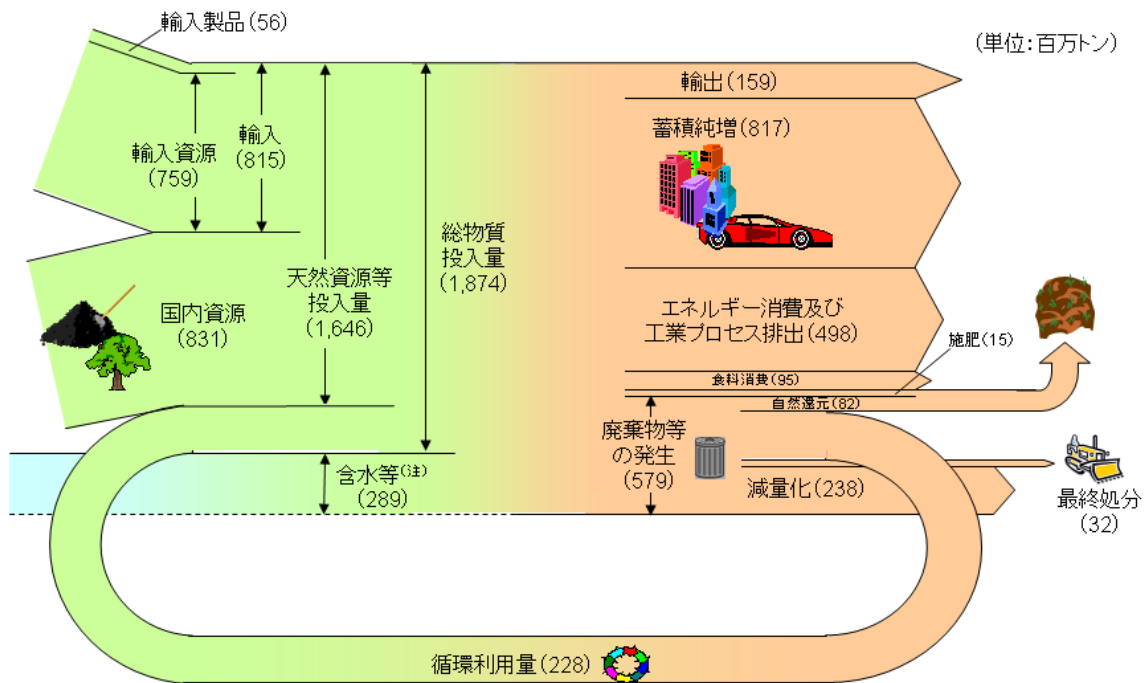 輸入製品(56)
(単位:百万トン)
輸出(159)
蓄積純増(817)
輸入
(815)
輸入資源
(759)
総物質
投入量
(1,874)
天然資源等
投入量
(1,646)
国内資源
(831)
エネルギー消費及び
工業プロセス排出(498)
施肥(15)
食料消費(95)
自然還元(82)
廃棄物等
の発生
(579)
含水等(注)
(289)
減量化(238)
最終処分
(32)
循環利用量(228)